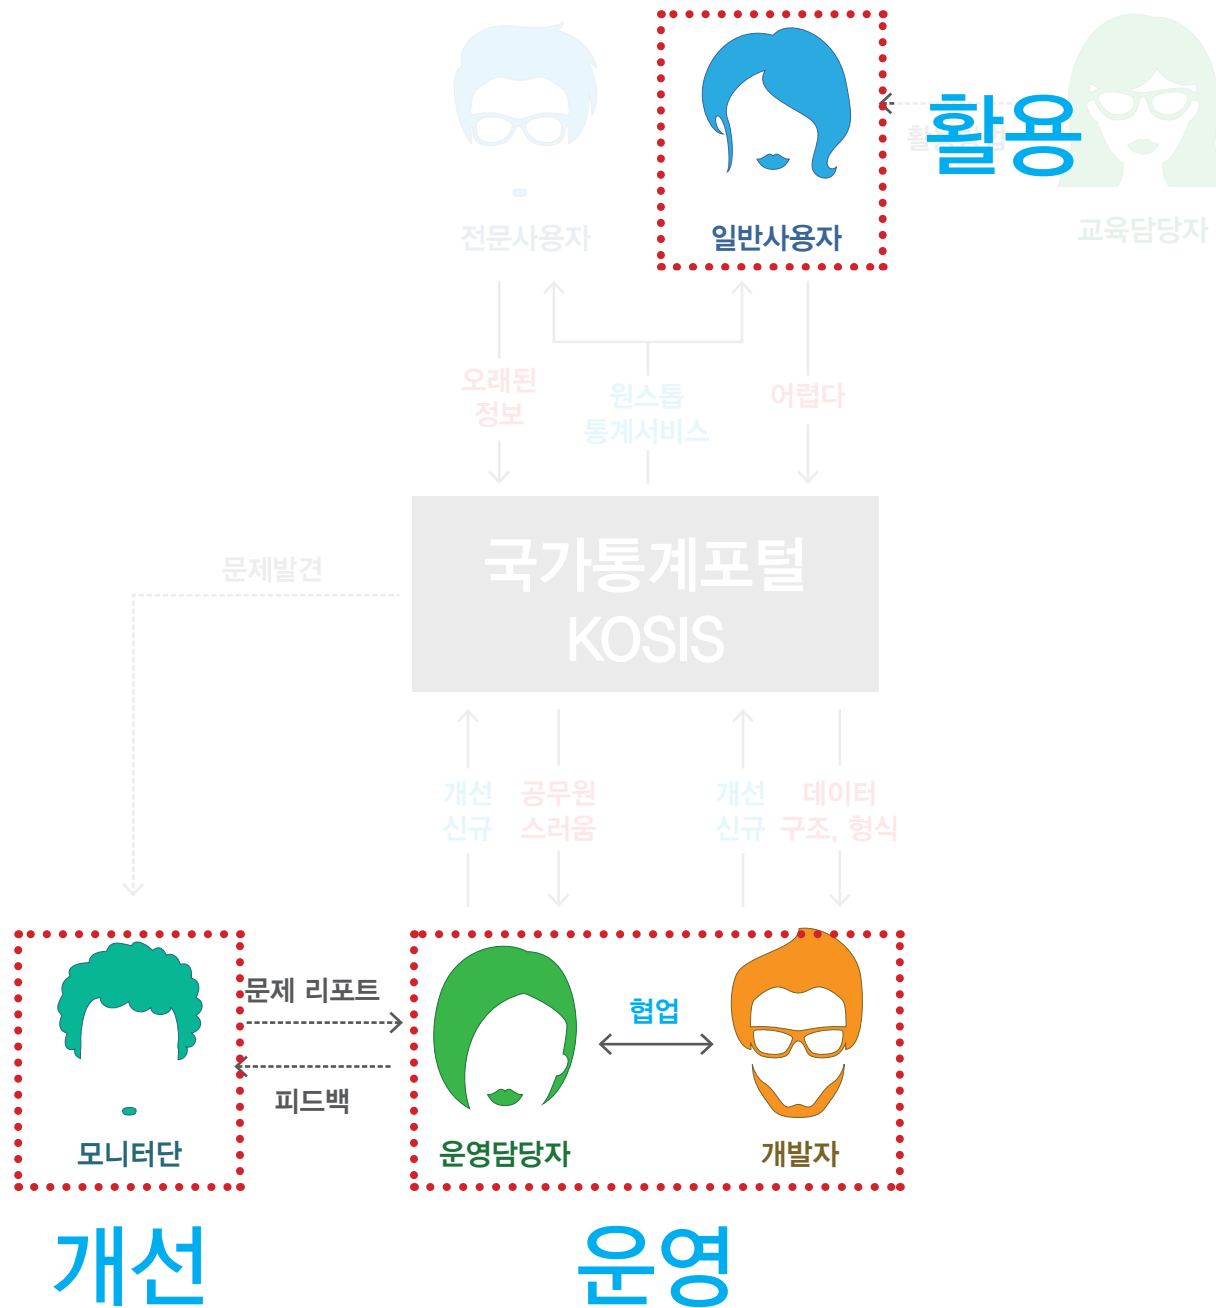 활용
전문사용자
일반사용자
교육담당자
오래된
정보
원스톱
통계서비스
어렵다
국가통계포털
KOSIS
문제발견
개선
신규
공무원
스러움
개선
신규
데이터
구조, 형식
문제 리포트
피드백
협업
모니터단
운영담당자
개발자
개선
운영